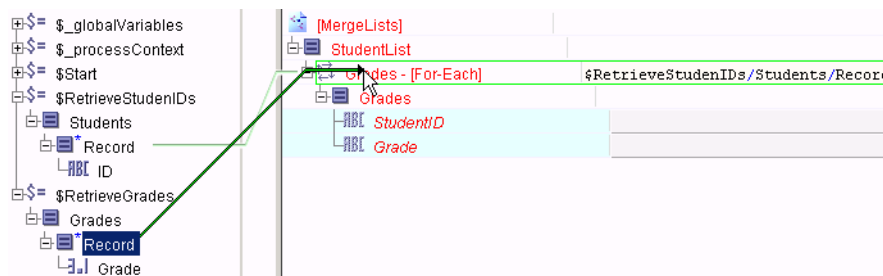 $_globalVariables
$_processContext
$Start
$RetrieveStudenIDs
Students
Record
ID
$RetrieveGrades
Grades
Record
Grade
[MergeLists]
StudentList
Grades - [For-Each] $RetrieveStudenIDs/Students/Record
Grades
StudentID
Grade